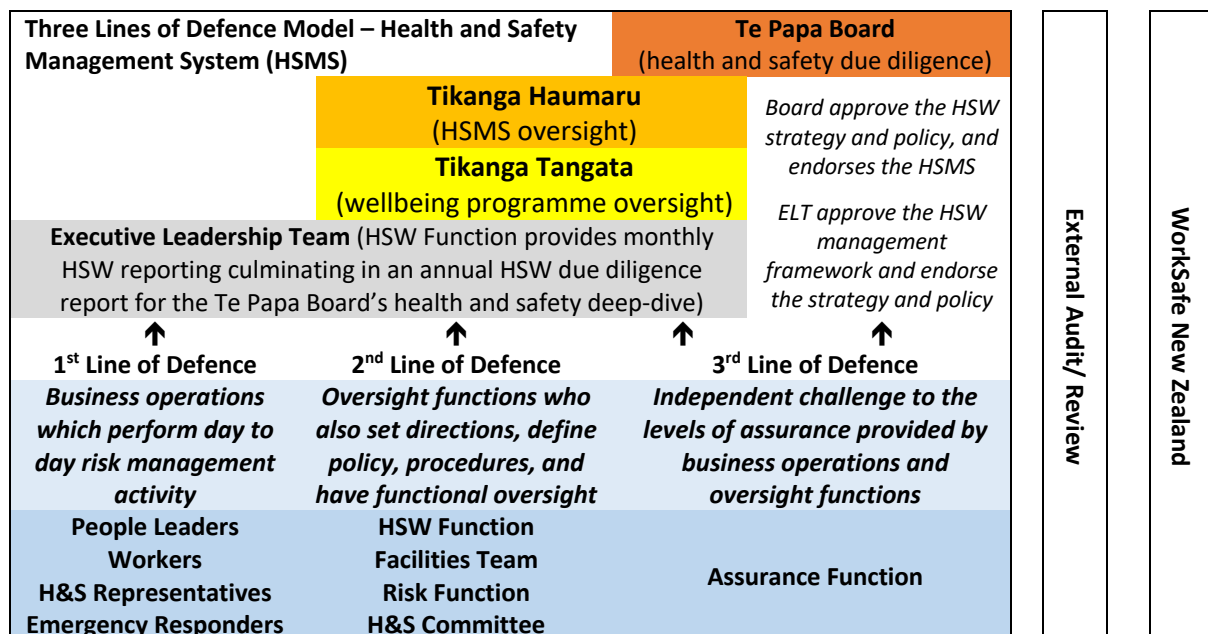 Three Lines of Defence Model – Health and Safety
Management System (HSMS)
Te Papa Board
(health and safety due diligence)
Tikanga Haumaru
(HSMS oversight)
Tikanga Tangata
(wellbeing programme oversight)
Board approve the HSW
strategy and policy, and
endorses the HSMS
ELT approve the HSW
management
framework and endorse
the strategy and policy
Executive Leadership Team (HSW Function provides monthly
HSW reporting culminating in an annual HSW due diligence
report for the Te Papa Board’s health and safety deep-dive)
1st Line of Defence
Business operations
which perform day to
day risk management
activity
People Leaders
Workers
H&S Representatives
Emergency Responders
2nd Line of Defence
Oversight functions who
also set directions, define
policy, procedures, and
have functional oversight
HSW Function
Facilities Team
Risk Function
H&S Committee
3rd Line of Defence
Independent challenge to the
levels of assurance provided by
business operations and
oversight functions
Assurance Function
External Audit/ Review
WorkSafe New Zealand